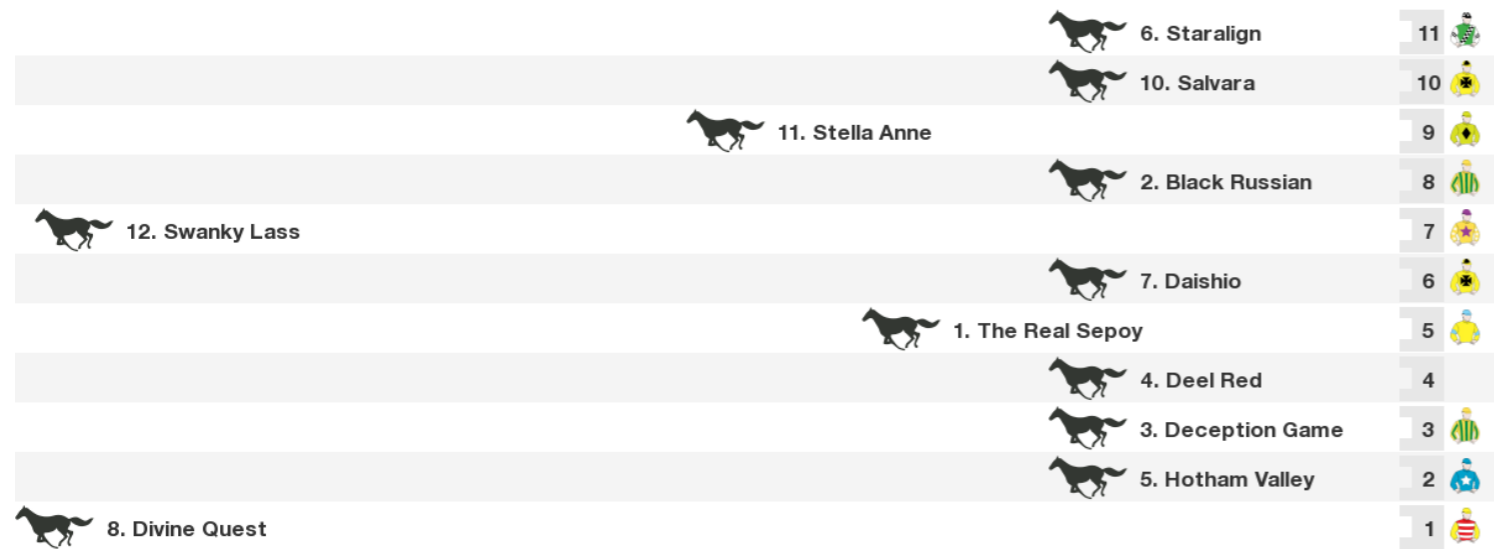 6. Staralign 11
10. Salvara 10
11. Stella Anne 9
2. Black Russian 8
12. Swanky Lass 7
7. Daishio 6
1. The Real Sepoy 5
4. Deel Red 4
3. Deception Game 3
5. Hotham Valley 2
8. Divine Quest 1